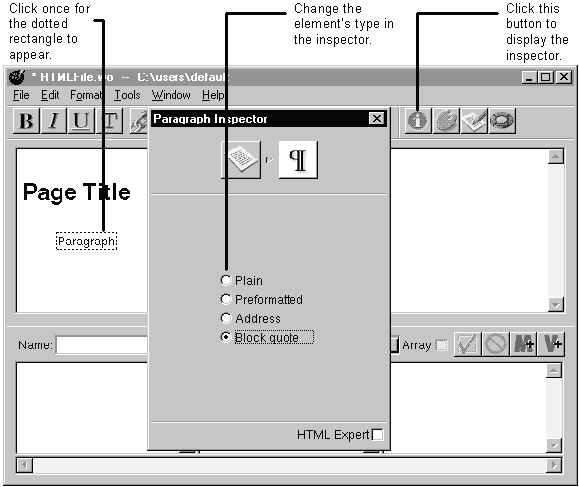 Click once for
the dotted
rectangle to
appear.
Change the
element's type in
the inspector.
Click this
button to
display the
inspector.
* HTMLFile.wo -- C:\users\default
File Edit Format Tools Window Help
B I U T
Paragraph Inspector
¶
Page Title
Paragraph
Plain
Preformatted
Address
Block quote
Name:
Array
M+ V+
HTML Expert